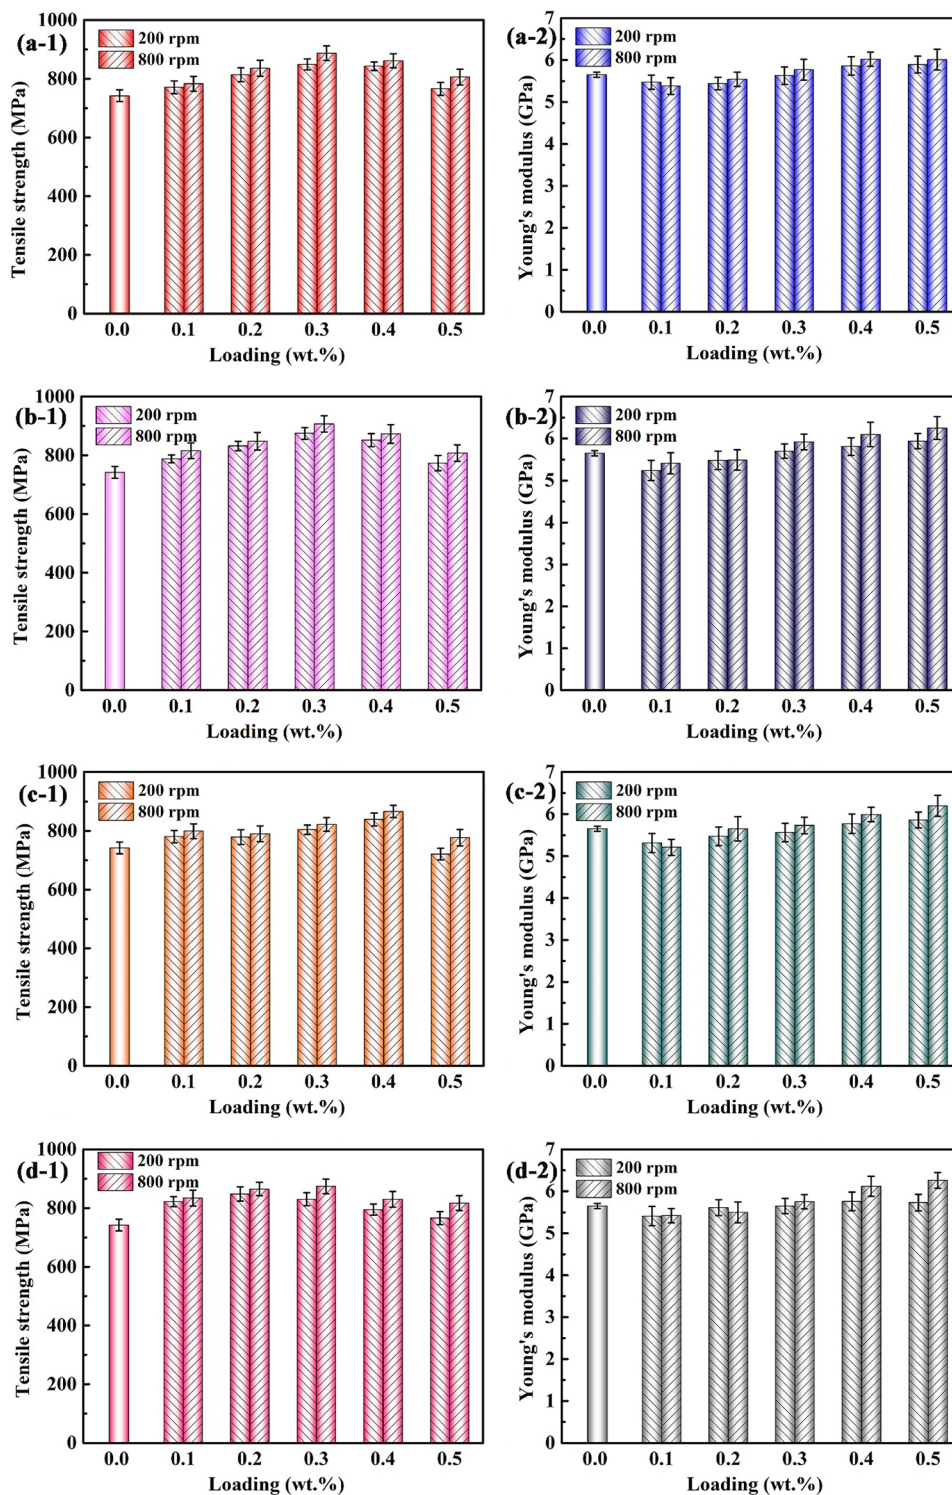 (a-1)
200 rpm
800 rpm
Tensile strength (MPa)
1000
800
600
400
200
0
0.0 0.1 0.2 0.3 0.4 0.5
Loading (wt.%)
(a-2)
200 rpm
800 rpm
Young's modulus (GPa)
7
6
5
4
3
2
1
0
0.0 0.1 0.2 0.3 0.4 0.5
Loading (wt.%)
(b-1)
200 rpm
800 rpm
Tensile strength (MPa)
1000
800
600
400
200
0
0.0 0.1 0.2 0.3 0.4 0.5
Loading (wt.%)
(b-2)
200 rpm
800 rpm
Young's modulus (GPa)
7
6
5
4
3
2
1
0
0.0 0.1 0.2 0.3 0.4 0.5
Loading (wt.%)
(c-1)
200 rpm
800 rpm
Tensile strength (MPa)
1000
800
600
400
200
0
0.0 0.1 0.2 0.3 0.4 0.5
Loading (wt.%)
(c-2)
200 rpm
800 rpm
Young's modulus (GPa)
7
6
5
4
3
2
1
0
0.0 0.1 0.2 0.3 0.4 0.5
Loading (wt.%)
(d-1)
200 rpm
800 rpm
Tensile strength (MPa)
1000
800
600
400
200
0
0.0 0.1 0.2 0.3 0.4 0.5
Loading (wt.%)
(d-2)
200 rpm
800 rpm
Young's modulus (GPa)
7
6
5
4
3
2
1
0
0.0 0.1 0.2 0.3 0.4 0.5
Loading (wt.%)